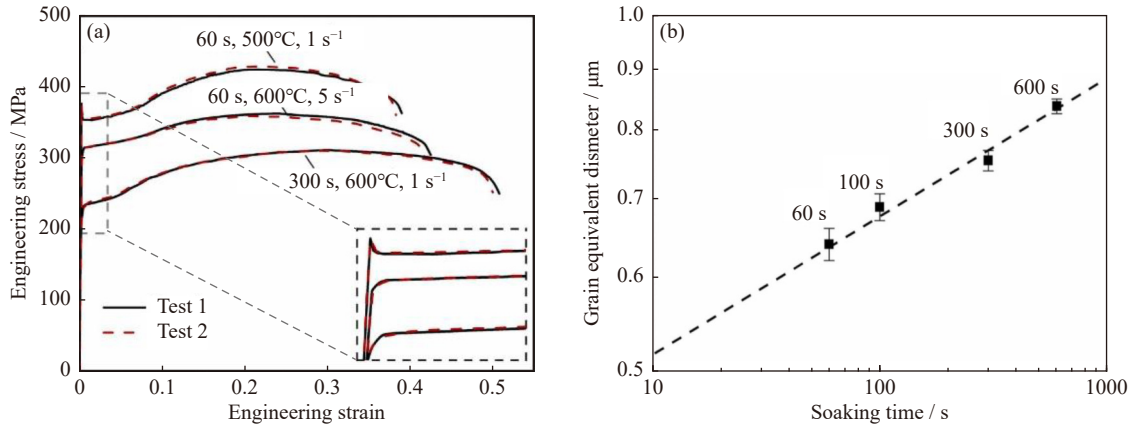 (a)
Engineering stress / MPa
500
400
300
200
100
0
60 s, 500°C, 1 s⁻¹
60 s, 600°C, 5 s⁻¹
300 s, 600°C, 1 s⁻¹
Test 1
Test 2
0 0.1 0.2 0.3 0.4 0.5
Engineering strain
(b)
Grain equivalent dismeter / μm
1.0
0.9
0.8
0.7
0.6
0.5
600 s
300 s
100 s
60 s
10 100 1000
Soaking time / s